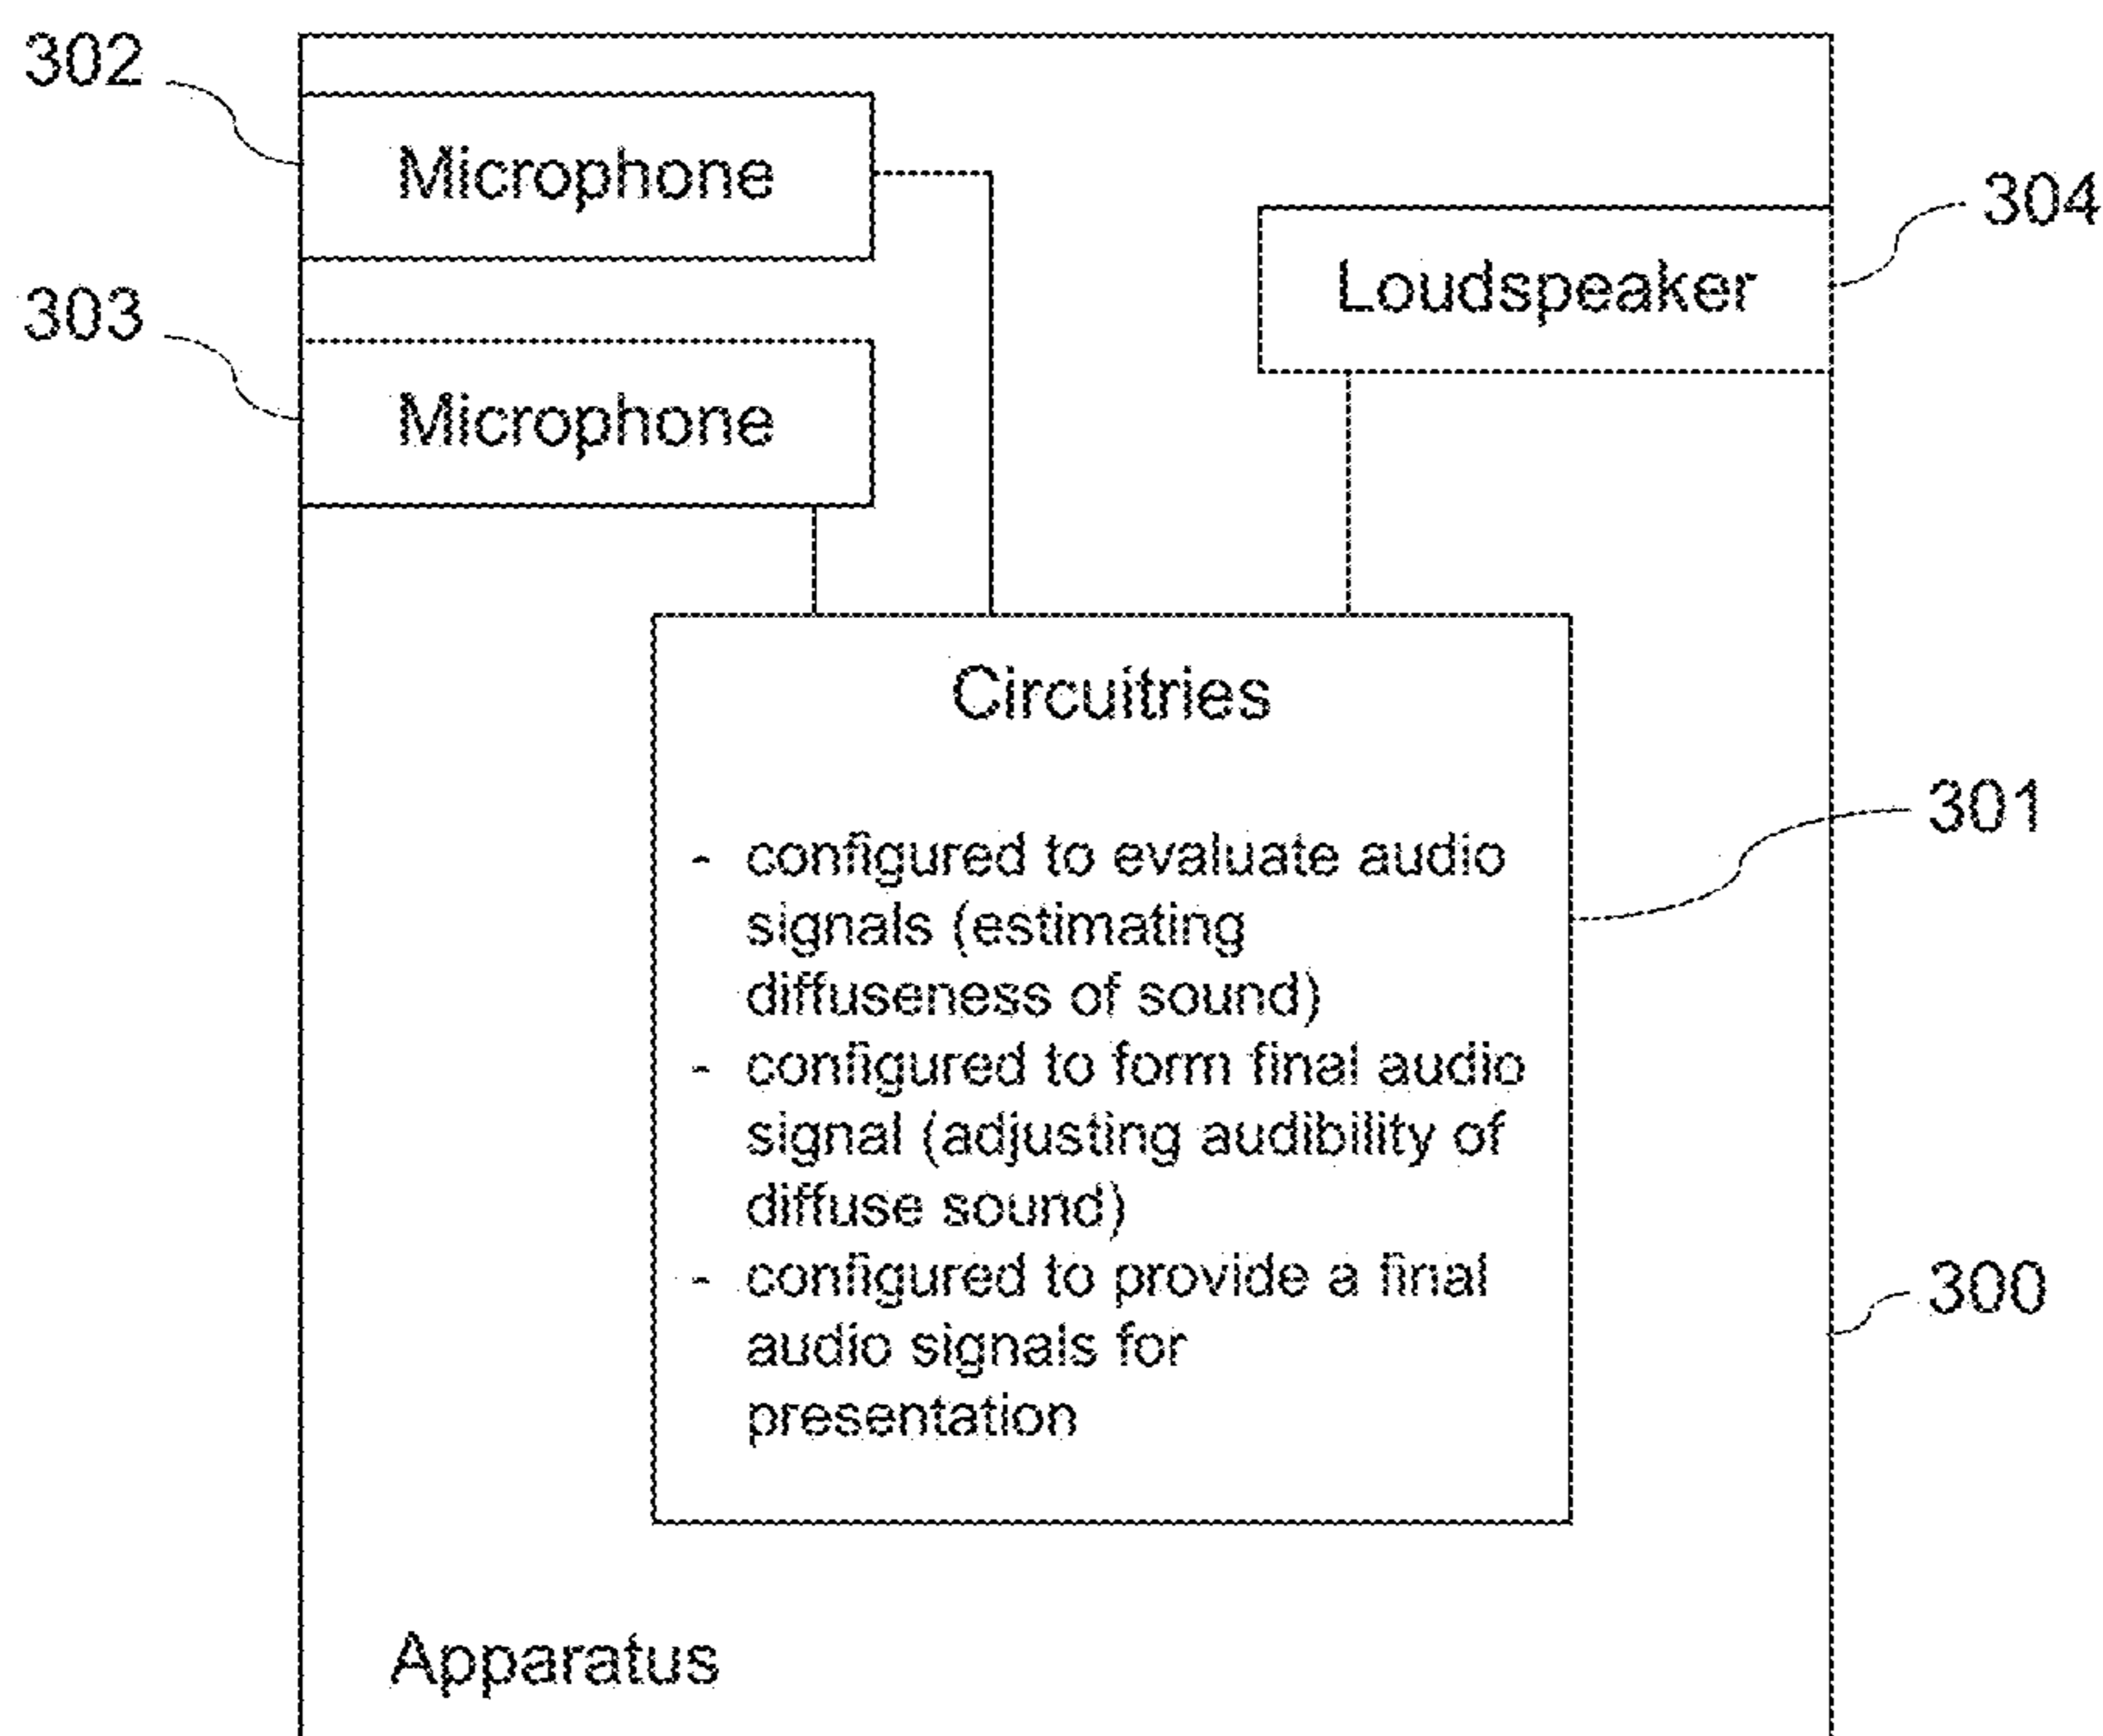 302
Microphone
304
Loudspeaker
303
Microphone
Circuitries
301
- configured to evaluate audio
signals (estimating
diffuseness of sound)
- configured to form final audio
signal (adjusting audibility of
diffuse sound)
- configured to provide a final
audio signals for
presentation
300
Apparatus